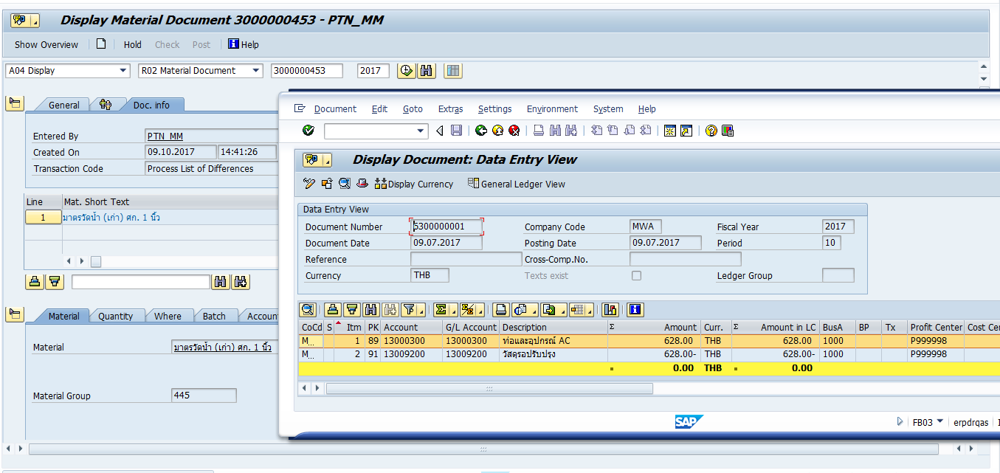 Display Material Document 3000000453 - PTN_MM
Show Overview Hold Check Post Help
A04 Display R02 Material Document 3000000453 2017
General Doc. info
Entered By PTN_MM
Created On 09.10.2017 14:41:26
Transaction Code Process List of Differences
Line Mat. Short Text
1 มาตรวัดน้ำ (เก่า) ศก. 1 นิ้ว
Material Quantity Where Batch Accoun
Material มาตรวัดน้ำ (เก่า) ศก. 1 นิ้ว
Material Group 445
Document Edit Goto Extras Settings Environment System Help
Display Document: Data Entry View
Display Currency General Ledger View
Data Entry View
Document Number 5300000001 Company Code MWA Fiscal Year 2017
Document Date 09.07.2017 Posting Date 09.07.2017 Period 10
Reference Cross-Comp.No.
Currency THB Texts exist Ledger Group
CoCd S Itm PK Account G/L Account Description Σ Amount Curr. Σ Amount in LC BusA BP Tx Profit Center Cost Ce
M... 1 89 13000300 13000300 ท่อและอุปกรณ์ AC 628.00 THB 628.00 1000 P999998
M... 2 91 13009200 13009200 วัสดุรอปรับปรุง 628.00- THB 628.00- 1000 P999998
0.00 THB 0.00
SAP FB03 erpdrqas